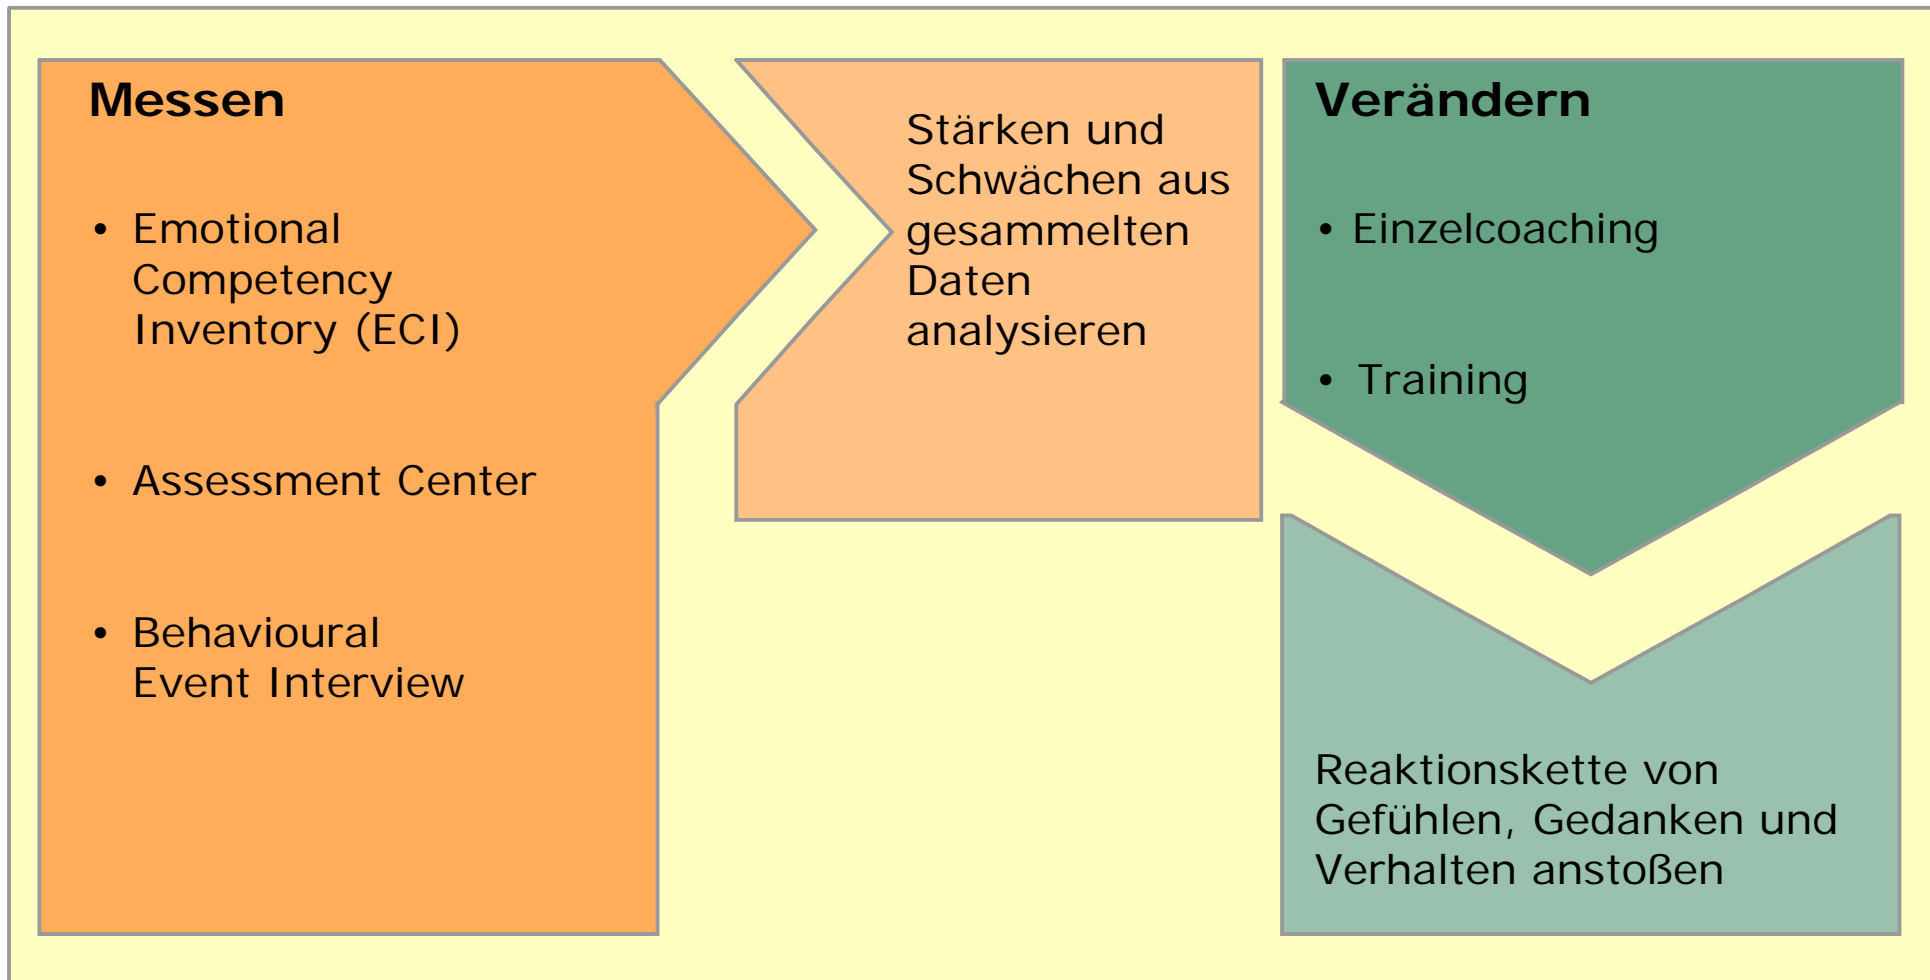 Messen
• Emotional
Competency
Inventory (ECI)
• Assessment Center
• Behavioural
Event Interview
Stärken und
Schwächen aus
gesammelten
Daten
analysieren
Verändern
• Einzelcoaching
• Training
Reaktionskette von
Gefühlen, Gedanken und
Verhalten anstoßen